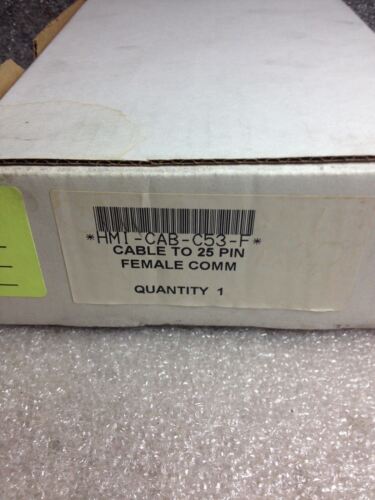 *HMI-CAB-C53-F*
CABLE TO 25 PIN
FEMALE COMM
QUANTITY 1